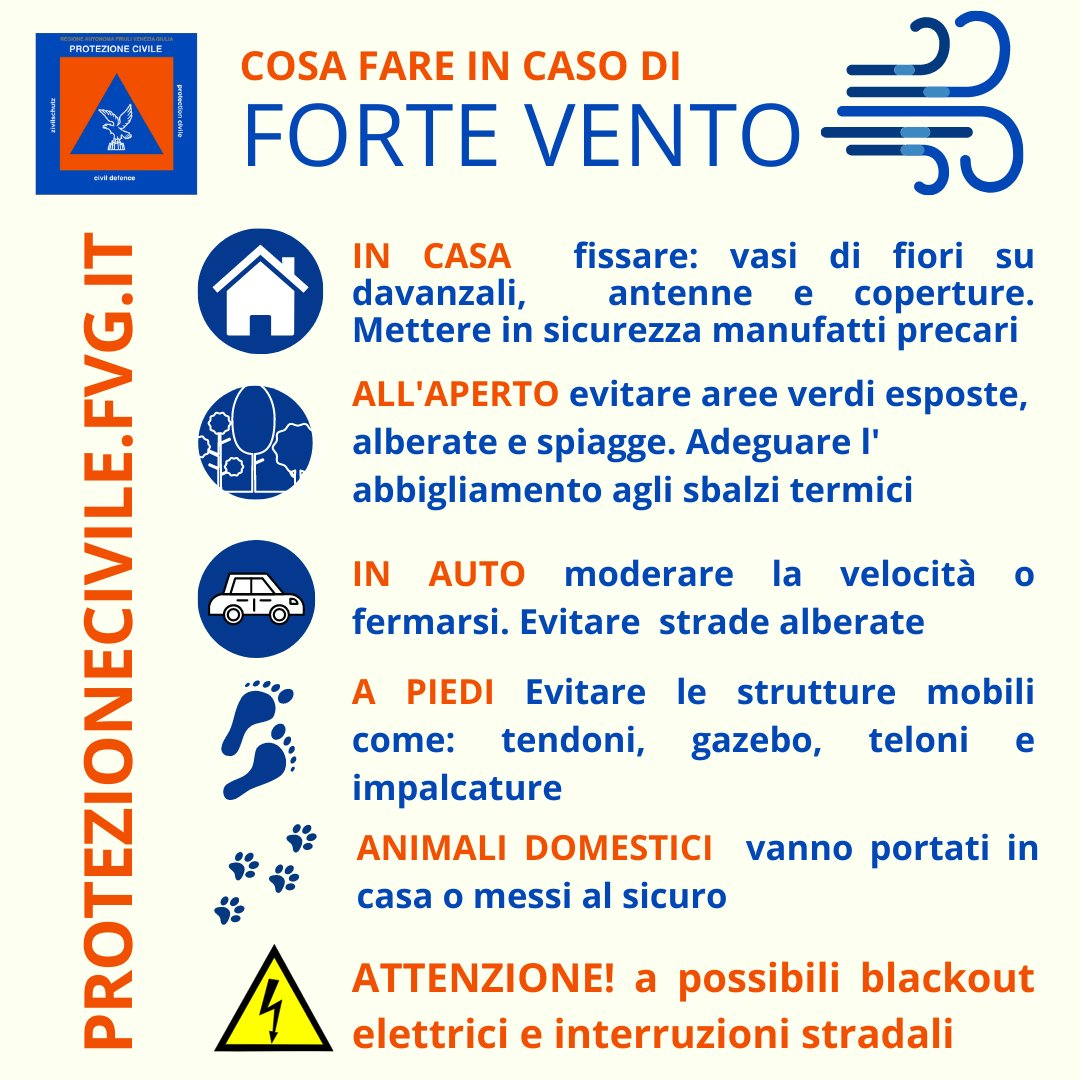 REGIONE AUTONOMA FRIULI VENEZIA GIULIA
PROTEZIONE CIVILE
zivilschutz
protection civile
civil defence
COSA FARE IN CASO DI
FORTE VENTO
PROTEZIONECIVILE.FVG.IT
IN CASA fissare: vasi di fiori su
davanzali, antenne e coperture.
Mettere in sicurezza manufatti precari
ALL'APERTO evitare aree verdi esposte,
alberate e spiagge. Adeguare l'
abbigliamento agli sbalzi termici
IN AUTO moderare la velocità o
fermarsi. Evitare strade alberate
A PIEDI Evitare le strutture mobili
come: tendoni, gazebo, teloni e
impalcature
ANIMALI DOMESTICI vanno portati in
casa o messi al sicuro
ATTENZIONE! a possibili blackout
elettrici e interruzioni stradali